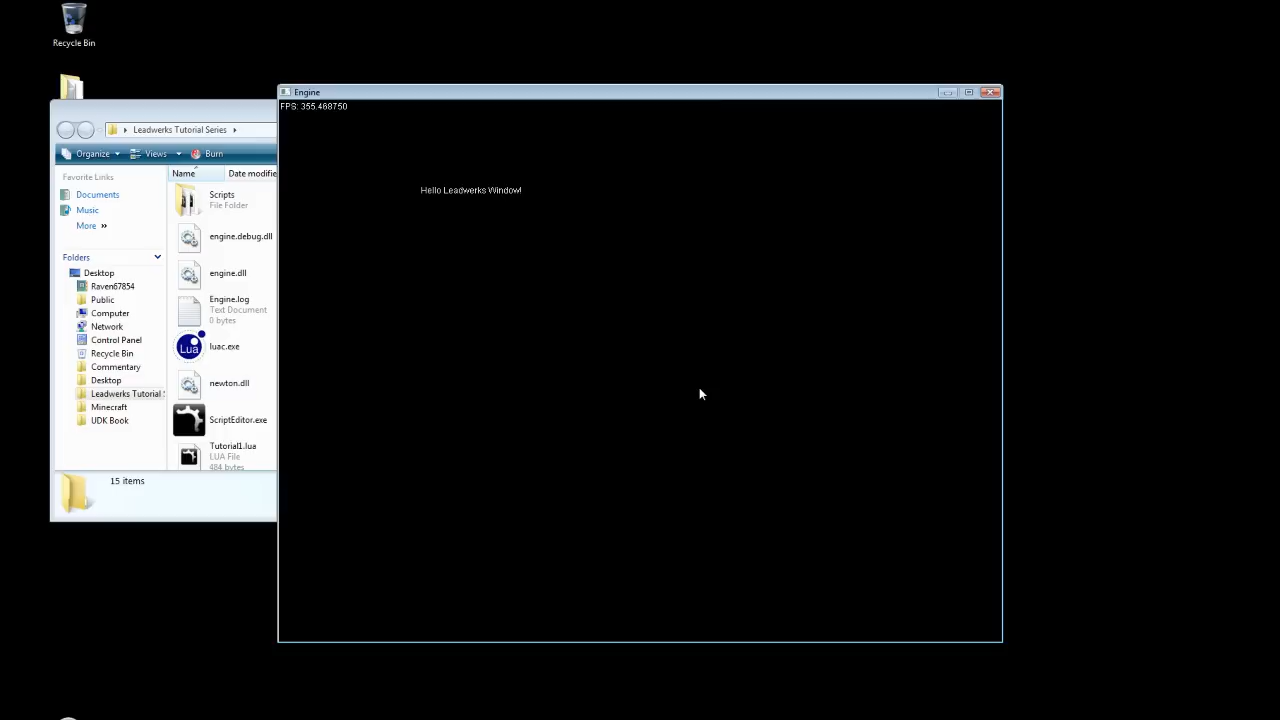 Recycle Bin
Engine
FPS: 355.468750
Hello Leadwerks Window!
Leadwerks Tutorial Series
Organize
Views
Burn
Favorite Links
Documents
Music
More
Folders
Desktop
Raven67854
Public
Computer
Network
Control Panel
Recycle Bin
Commentary
Desktop
Leadwerks Tutorial
Minecraft
UDK Book
Name
Date modifie
Scripts
File Folder
engine.debug.dll
engine.dll
Engine.log
Text Document
0 bytes
Lua
luac.exe
newton.dll
ScriptEditor.exe
Tutorial1.lua
LUA File
484 bytes
15 items